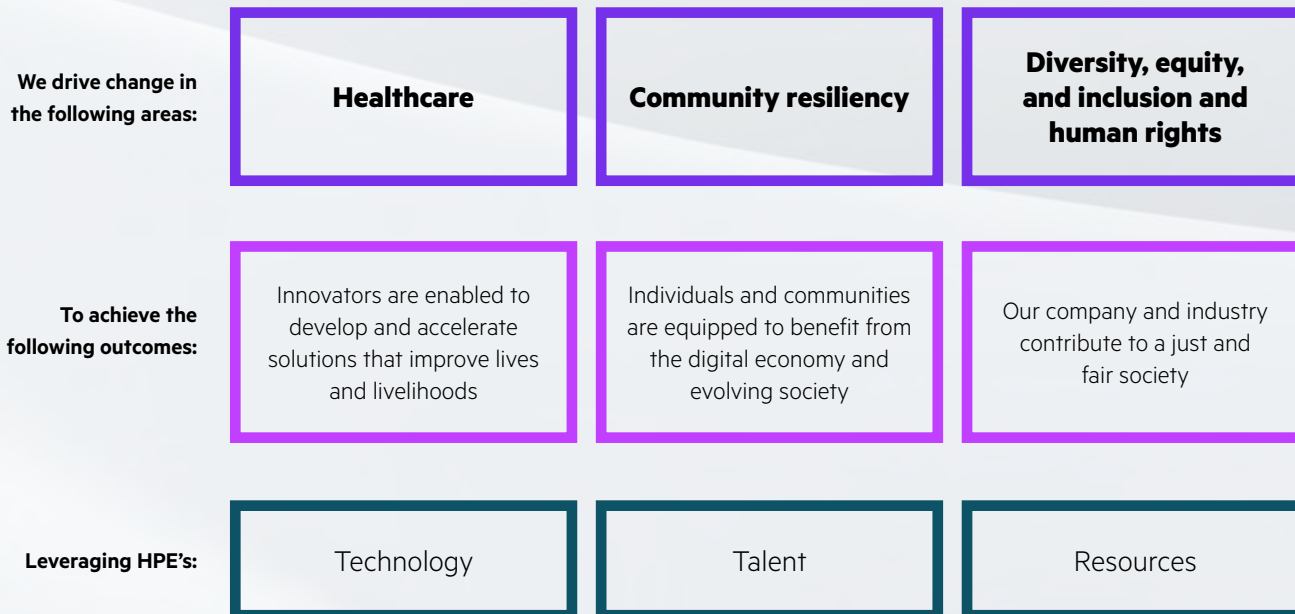 We drive change in
the following areas:
Healthcare
Community resiliency
Diversity, equity,
and inclusion and
human rights
To achieve the
following outcomes:
Innovators are enabled to
develop and accelerate
solutions that improve lives
and livelihoods
Individuals and communities
are equipped to benefit from
the digital economy and
evolving society
Our company and industry
contribute to a just and
fair society
Leveraging HPE's:
Technology
Talent
Resources